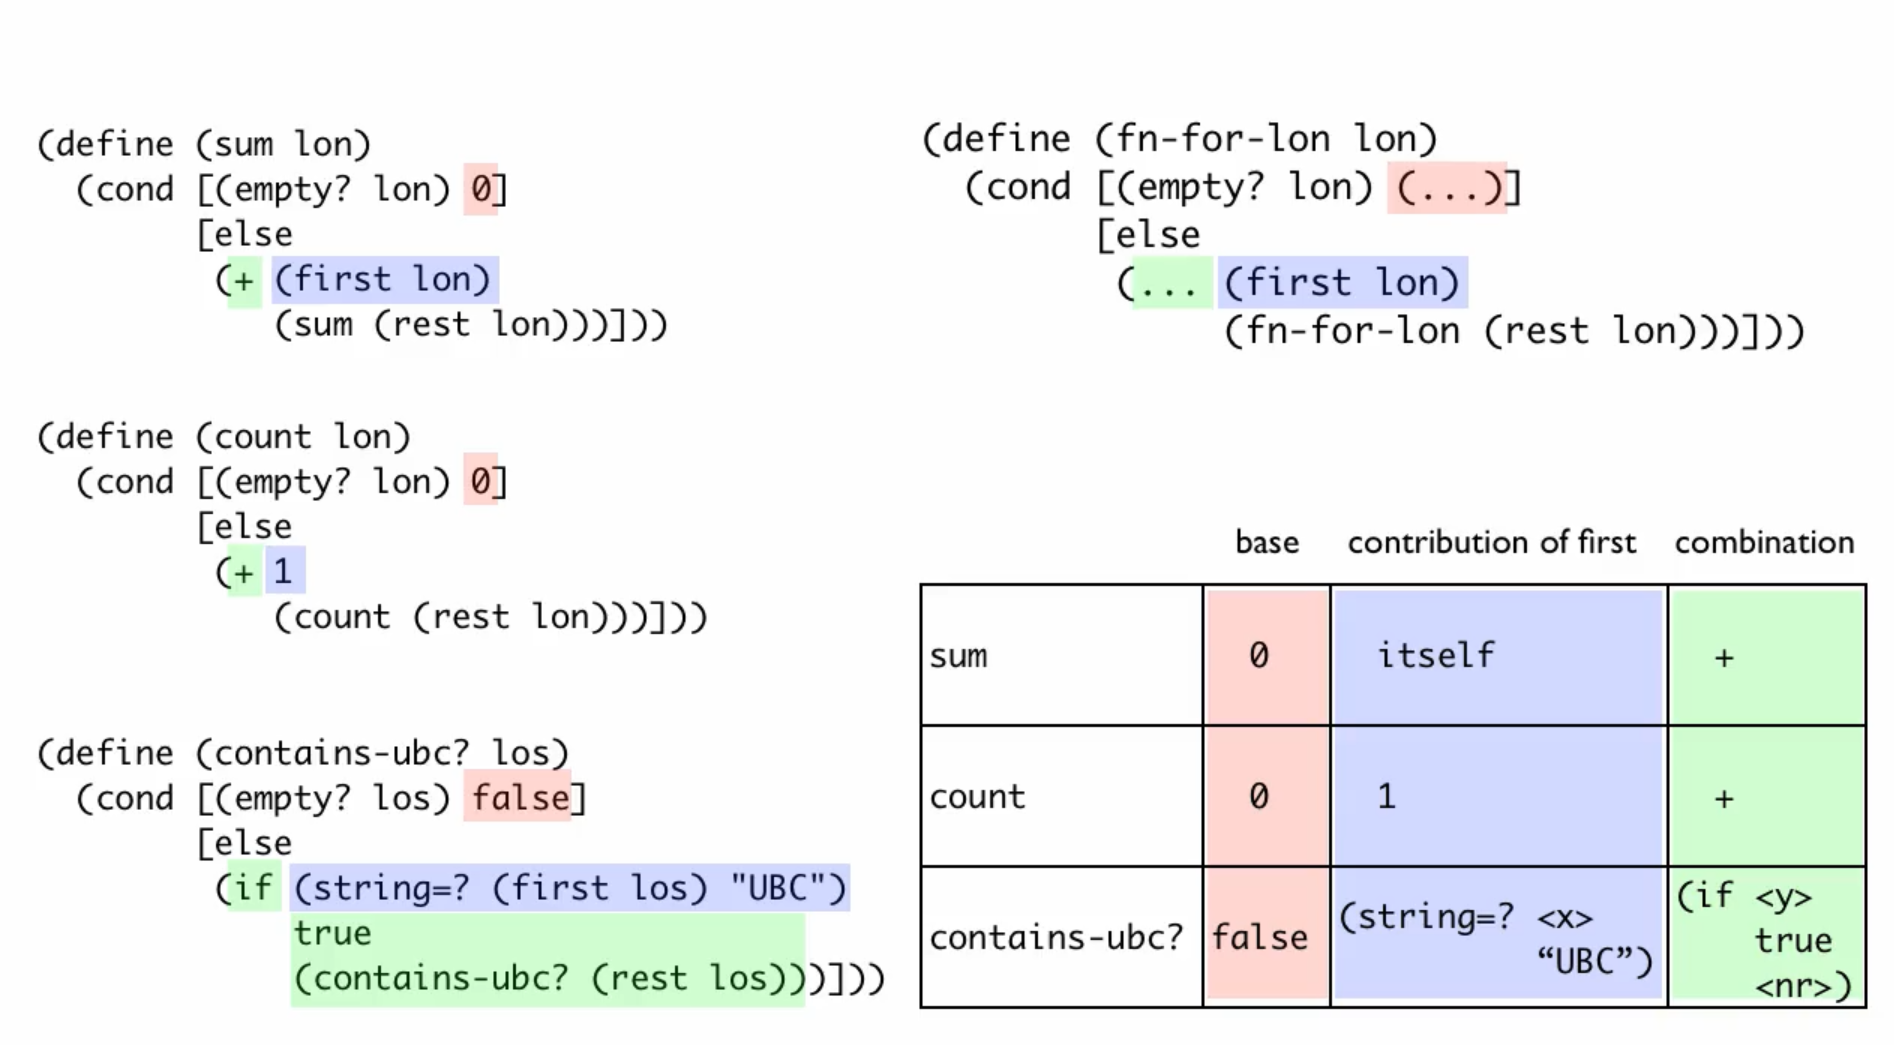 (define (sum lon)
  (cond [(empty? lon) 0]
        [else
         (+ (first lon)
            (sum (rest lon)))]))
(define (count lon)
  (cond [(empty? lon) 0]
        [else
         (+ 1
            (count (rest lon)))]))
(define (contains-ubc? los)
  (cond [(empty? los) false]
        [else
         (if (string=? (first los) "UBC")
             true
             (contains-ubc? (rest los)))]))
(define (fn-for-lon lon)
  (cond [(empty? lon) (...)]
        [else
         (... (first lon)
              (fn-for-lon (rest lon)))]))
base contribution of first combination
sum 0 itself +
count 0 1 +
contains-ubc? false (string=? <x>
“UBC”)
(if <y>
true
<nr>)